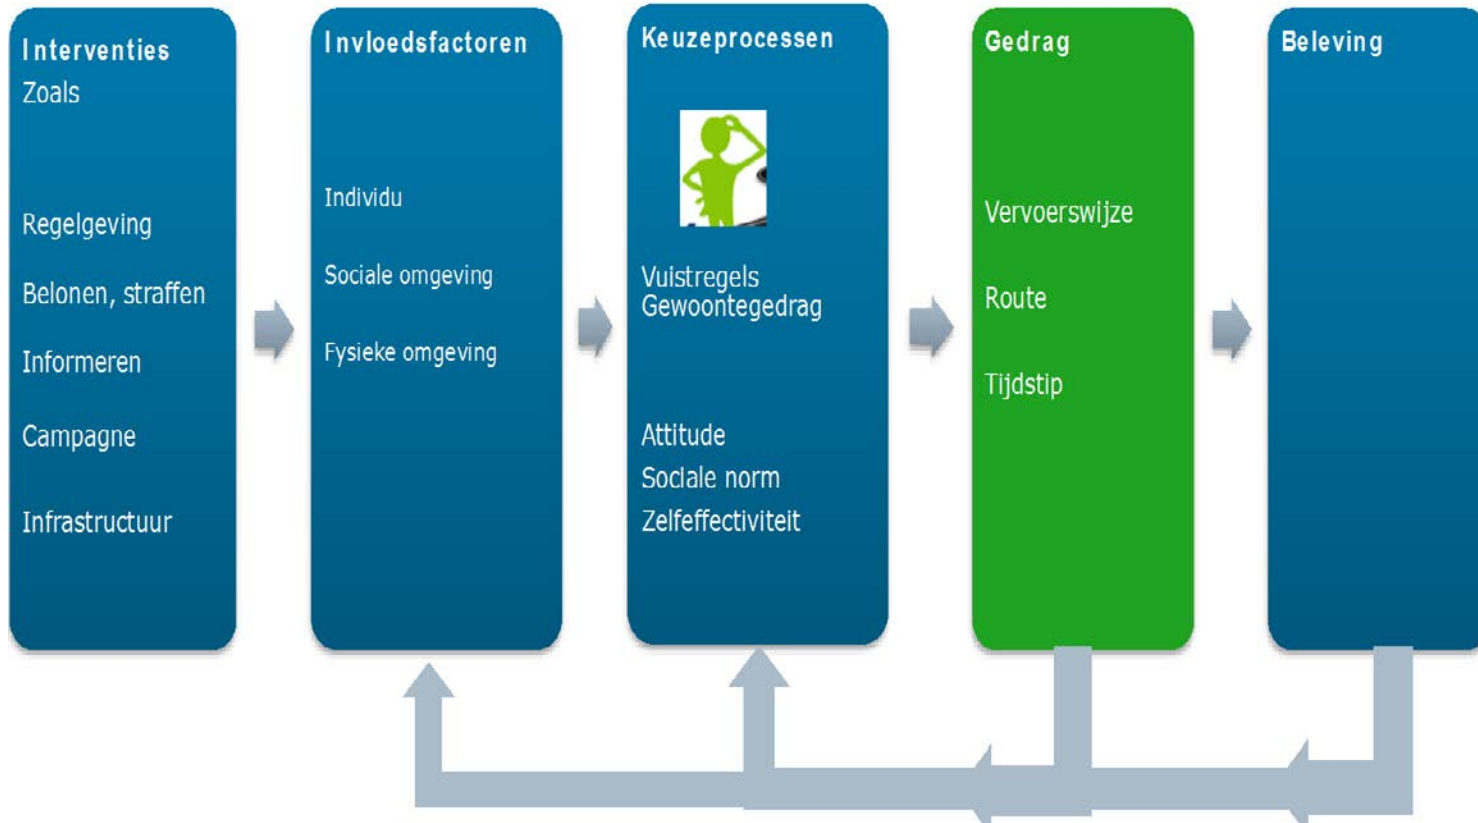 Interventies
Zoals
Regelgeving
Belonen, straffen
Informeren
Campagne
Infrastructuur
Invloedsfactoren
Individu
Sociale omgeving
Fysieke omgeving
Keuzeprocessen
Vuistregels
Gewoontegedrag
Attitude
Sociale norm
Zelfeffectiviteit
Gedrag
Vervoerswijze
Route
Tijdstip
Beleving